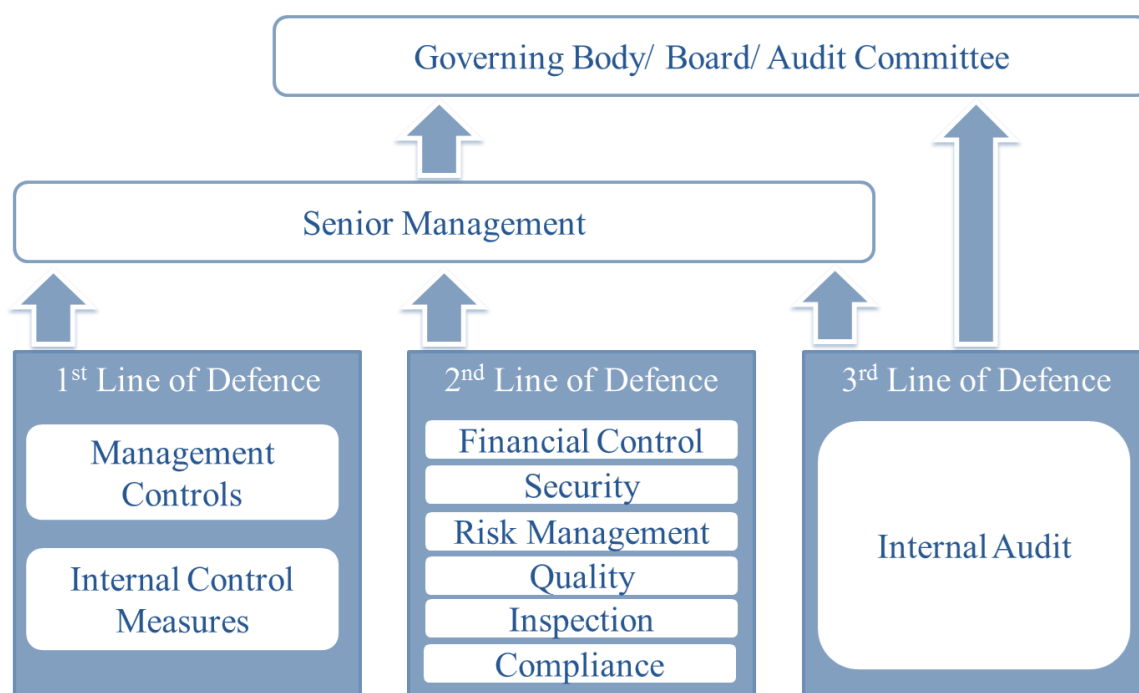 Governing Body/ Board/ Audit Committee
Senior Management
1st Line of Defence
Management
Controls
Internal Control
Measures
2nd Line of Defence
Financial Control
Security
Risk Management
Quality
Inspection
Compliance
3rd Line of Defence
Internal Audit